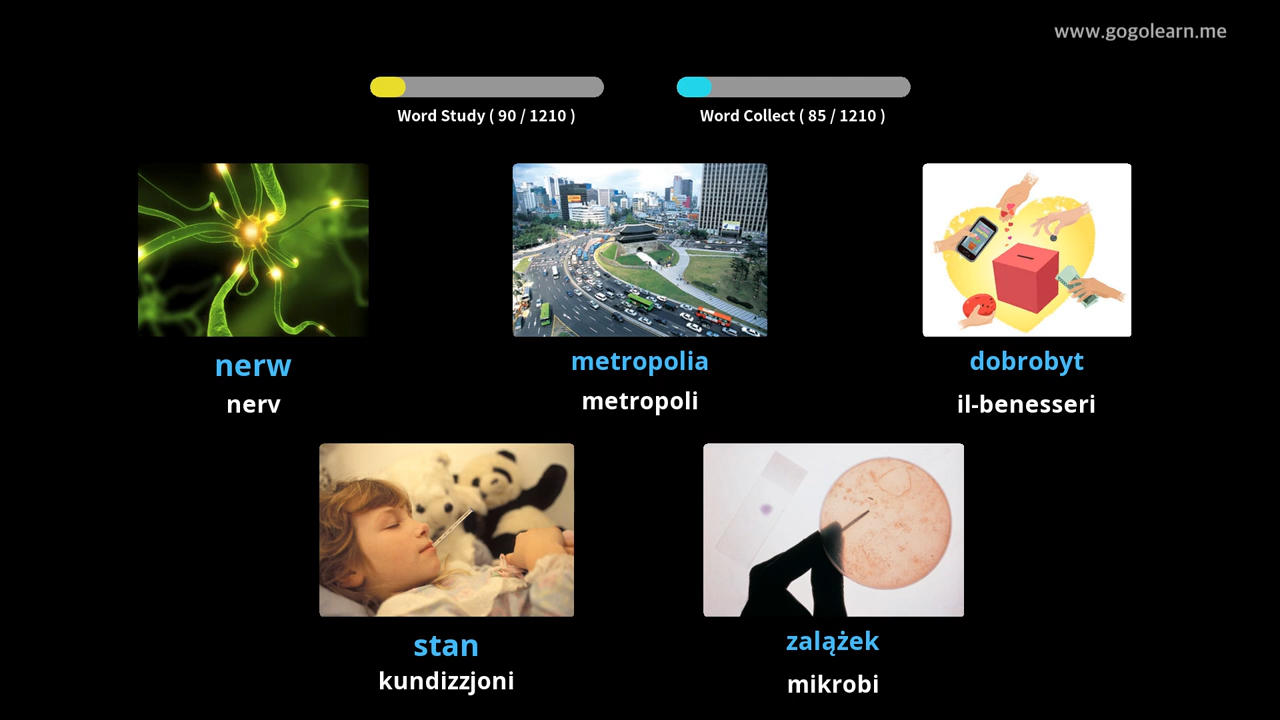 www.gogolearn.me
Word Study ( 90 / 1210 )
Word Collect ( 85 / 1210 )
nerw
nerv
metropolia
metropoli
dobrobyt
il-benesseri
stan
kundizzjoni
zalążek
mikrobi